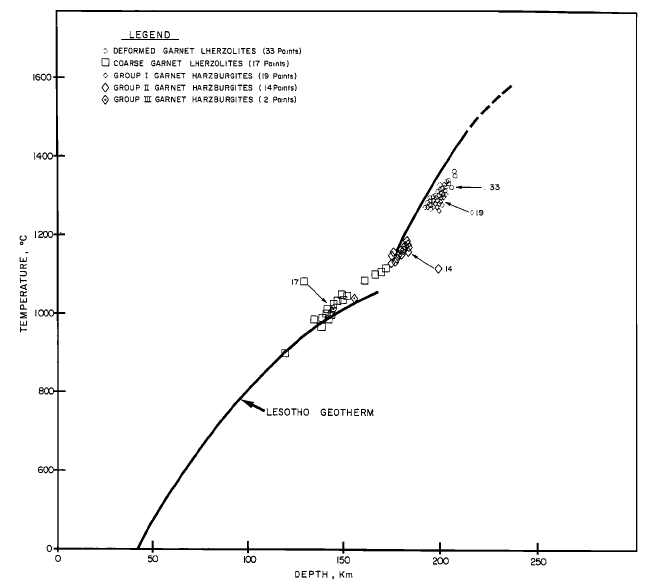 LEGEND
DEFORMED GARNET LHERZOLITES (33 Points)
COARSE GARNET LHERZOLITES (17 Points)
GROUP I GARNET HARZBURGITES (19 Points)
GROUP II GARNET HARZBURGITES (14 Points)
GROUP III GARNET HARZBURGITES (2 Points)
1600
1400
33
19
1200
14
17
1000
TEMPERATURE, °C
800
LESOTHO GEOTHERM
600
0
0 50 100 150 200 250
DEPTH, Km